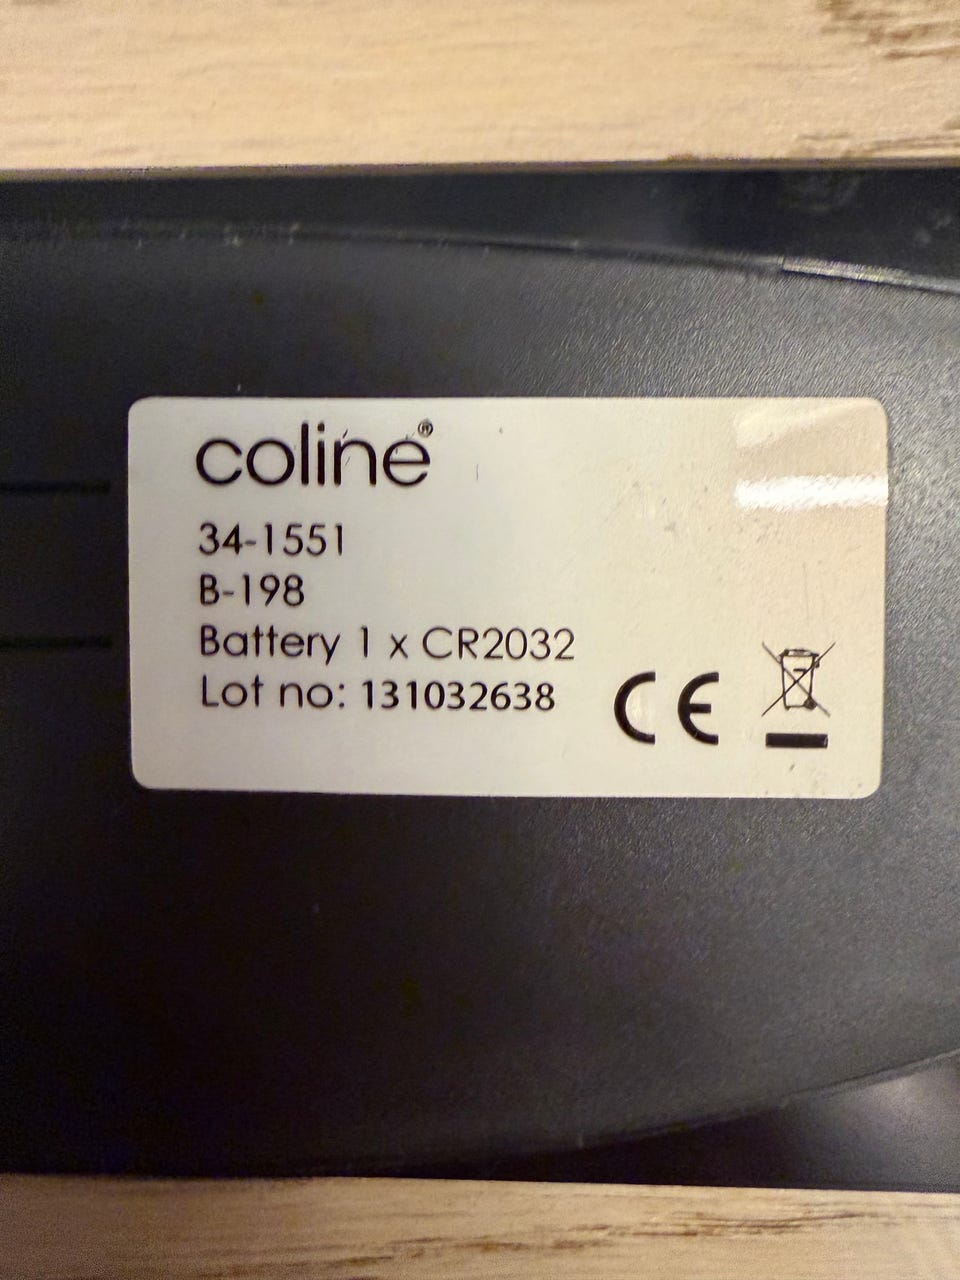 coline®
34-1551
B-198
Battery 1 x CR2032
Lot no: 131032638
CE